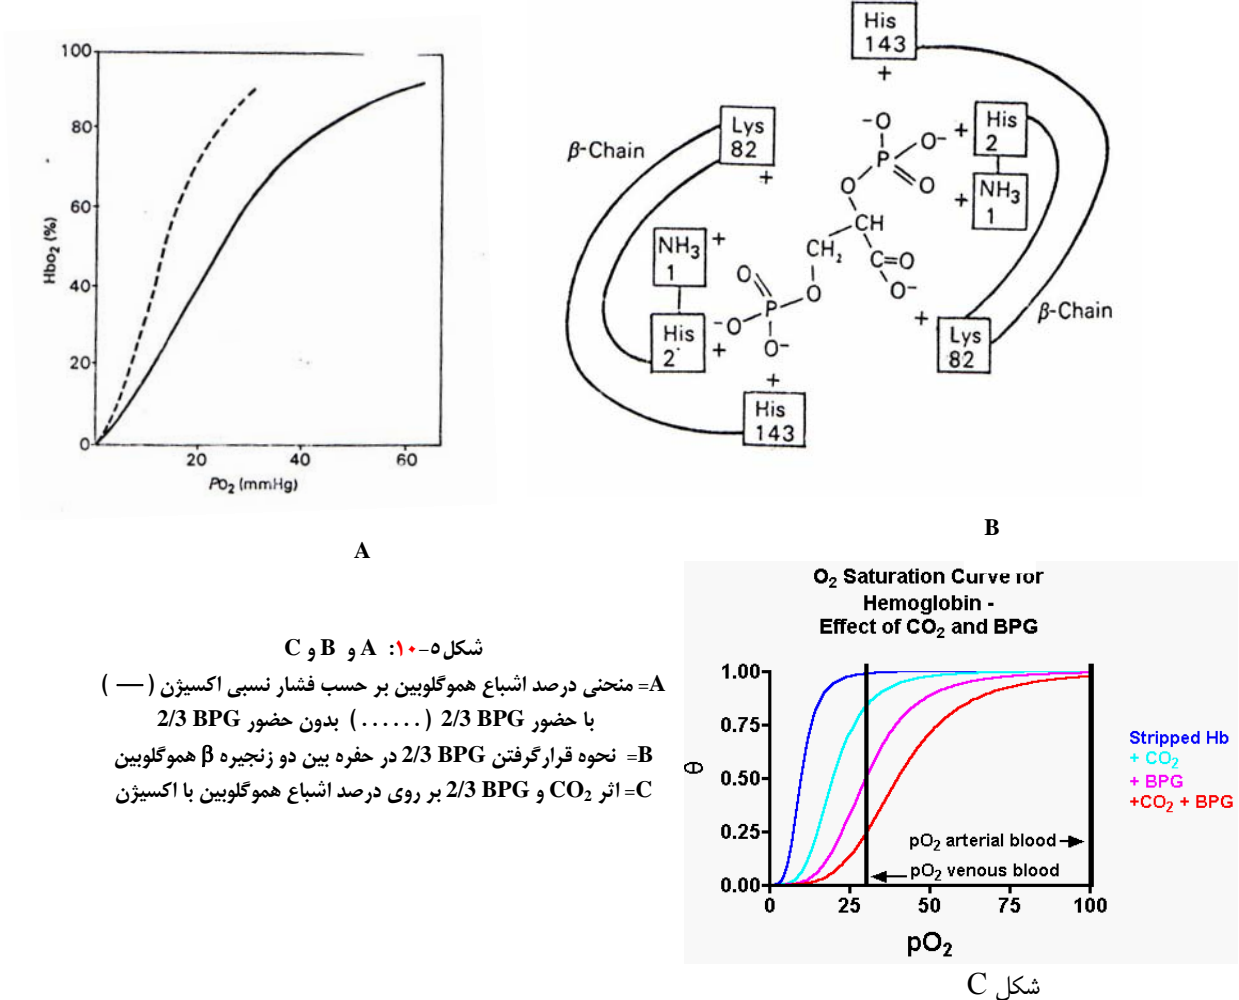 100
80
60
40
20
0
Hbo₂ (%)
20 40 60
PO₂ (mmHg)
A
His
143
+
Lys
82
+
β-Chain
⁻O
O⁻
P
O
O
+
His
2
+
NH₃
1
CH
CH₂
C=O
O⁻
O
NH₃
1
+
O
P
⁻O
O⁻
His
2
+
+
His
143
+
Lys
82
β-Chain
B
شکل۵-۱۰: A و B و C
A= منحنی درصد اشباع هموگلوبین بر حسب فشار نسبی اکسیژن ( — )
با حضور 2/3 BPG ( . . . . . . ) بدون حضور 2/3 BPG
B= نحوه قرارگرفتن 2/3 BPG در حفره بین دو زنجیره β هموگلوبین
C= اثر CO₂ و 2/3 BPG بر روی درصد اشباع هموگلوبین با اکسیژن
O₂ Saturation Curve for
Hemoglobin -
Effect of CO₂ and BPG
1.00
0.75
0.50
0.25
0.00
θ
0 25 50 75 100
pO₂
pO₂ arterial blood
pO₂ venous blood
Stripped Hb
+ CO₂
+ BPG
+CO₂ + BPG
شکل C